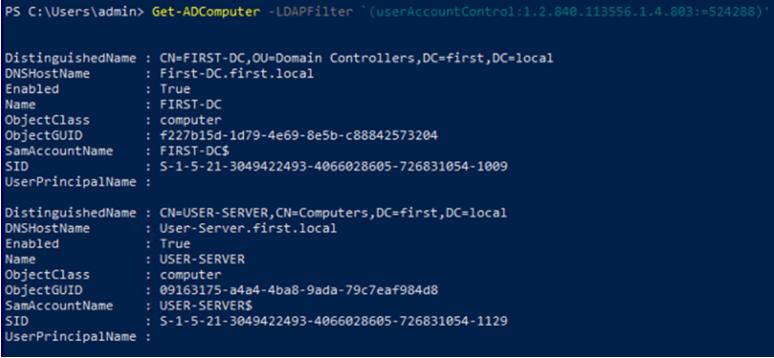 PS C:\Users\admin> Get-ADComputer -LDAPFilter `(userAccountControl:1.2.840.113556.1.4.803:=524288)'
DistinguishedName : CN=FIRST-DC,OU=Domain Controllers,DC=first,DC=local
DNSHostName : First-DC.first.local
Enabled : True
Name : FIRST-DC
ObjectClass : computer
ObjectGUID : f227b15d-1d79-4e69-8e5b-c88842573204
SamAccountName : FIRST-DC$
SID : S-1-5-21-3049422493-4066028605-726831054-1009
UserPrincipalName :
DistinguishedName : CN=USER-SERVER,CN=Computers,DC=first,DC=local
DNSHostName : User-Server.first.local
Enabled : True
Name : USER-SERVER
ObjectClass : computer
ObjectGUID : 09163175-a4a4-4ba8-9ada-79c7eaf984d8
SamAccountName : USER-SERVER$
SID : S-1-5-21-3049422493-4066028605-726831054-1129
UserPrincipalName :